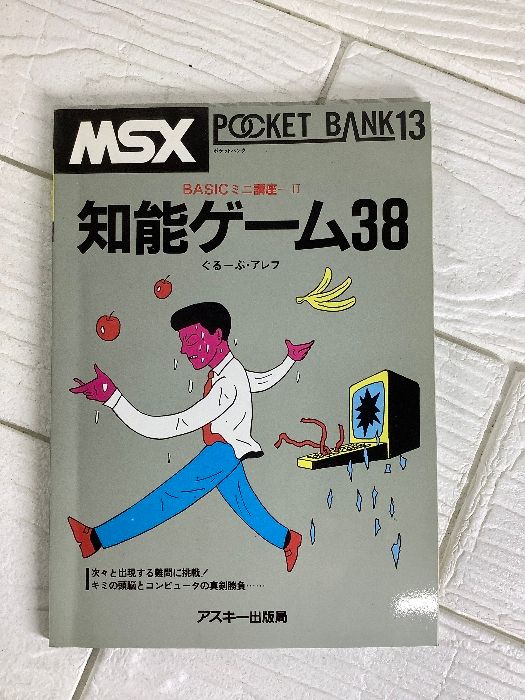 MSX
POCKET BANK 13
ポケットバンク
BASICミニ講座-II
知能ゲーム38
ぐるーぷ・アレフ
次々と出現する難問に挑戦!
キミの頭脳とコンピュータの真剣勝負……
アスキー出版局